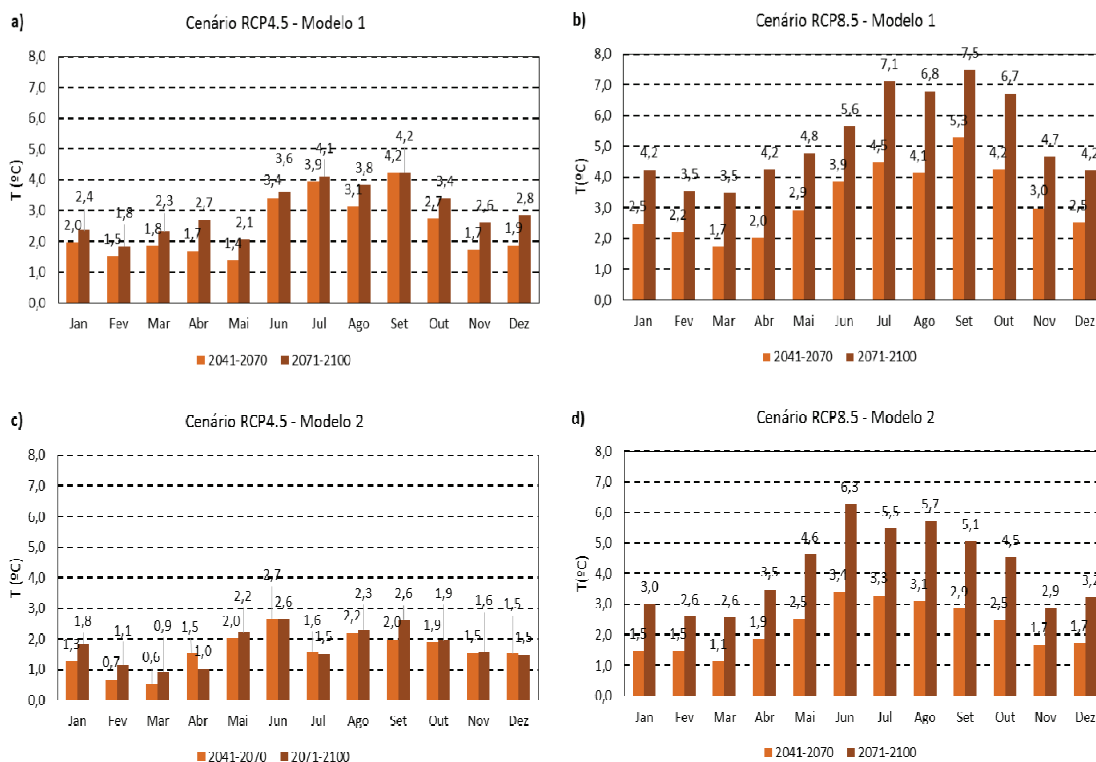 a)
Cenário RCP4.5 - Modelo 1
8,0
7,0
6,0
5,0
4,0
3,0
2,0
1,0
0,0
T (ºC)
2,0 2,4 1,5 1,8 1,8 2,3 1,7 2,7 1,4 2,1 3,4 3,6 3,9 4,1 3,1 3,8 4,2 4,2 2,7 3,4 1,7 2,6 1,9 2,8
Jan Fev Mar Abr Mai Jun Jul Ago Set Out Nov Dez
2041-2070 2071-2100
b)
Cenário RCP8.5 - Modelo 1
8,0
7,0
6,0
5,0
4,0
3,0
2,0
1,0
0,0
T(ºC)
2,5 4,2 2,2 3,5 1,7 3,5 2,0 4,2 2,9 4,8 3,9 5,6 4,5 7,1 4,1 6,8 5,3 7,5 4,2 6,7 3,0 4,7 2,5 4,2
Jan Fev Mar Abr Mai Jun Jul Ago Set Out Nov Dez
2041-2070 2071-2100
c)
Cenário RCP4.5 - Modelo 2
8,0
7,0
6,0
5,0
4,0
3,0
2,0
1,0
0,0
T (ºC)
1,3 1,8 0,7 1,1 0,6 0,9 1,5 1,0 2,0 2,2 2,7 2,6 1,6 1,5 2,2 2,3 2,0 2,6 1,9 1,9 1,5 1,6 1,5
Jan Fev Mar Abr Mai Jun Jul Ago Set Out Nov Dez
2041-2070 2071-2100
d)
Cenário RCP8.5 - Modelo 2
8,0
7,0
6,0
5,0
4,0
3,0
2,0
1,0
0,0
T(ºC)
1,5 3,0 1,5 2,6 1,1 2,6 1,9 3,5 2,5 4,6 3,4 6,3 3,3 5,5 3,1 5,7 2,9 5,1 2,5 4,5 1,7 2,9 1,7 3,2
Jan Fev Mar Abr Mai Jun Jul Ago Set Out Nov Dez
2041-2070 2071-2100